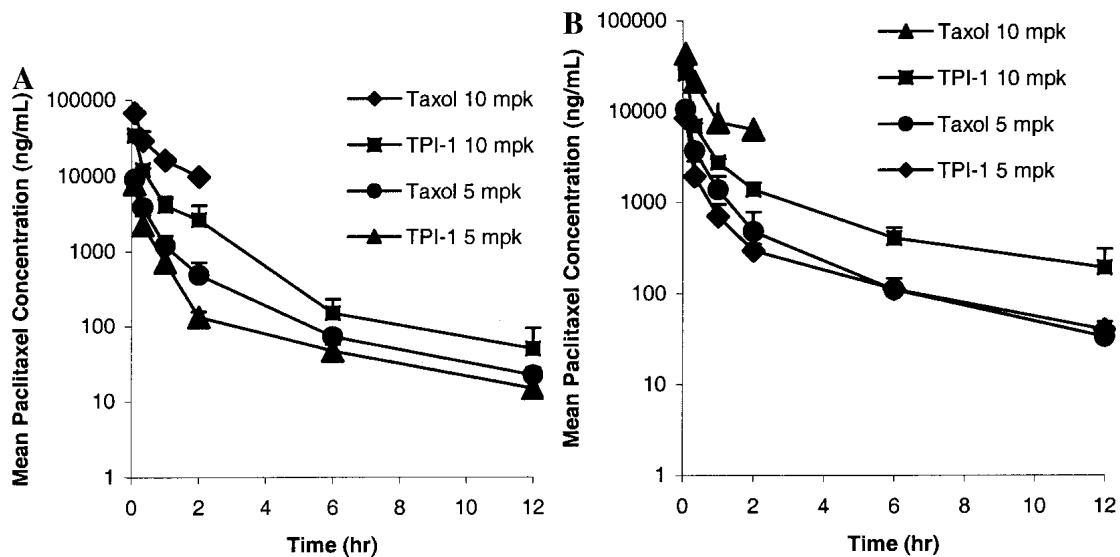 A
Mean Paclitaxel Concentration (ng/mL)
100000
10000
1000
100
10
1
0 2 4 6 8 10 12
Time (hr)
Taxol 10 mpk
TPI-1 10 mpk
Taxol 5 mpk
TPI-1 5 mpk
B
Mean Paclitaxel Concentration (ng/mL)
100000
10000
1000
100
10
1
0 2 4 6 8 10 12
Time (hr)
Taxol 10 mpk
TPI-1 10 mpk
Taxol 5 mpk
TPI-1 5 mpk